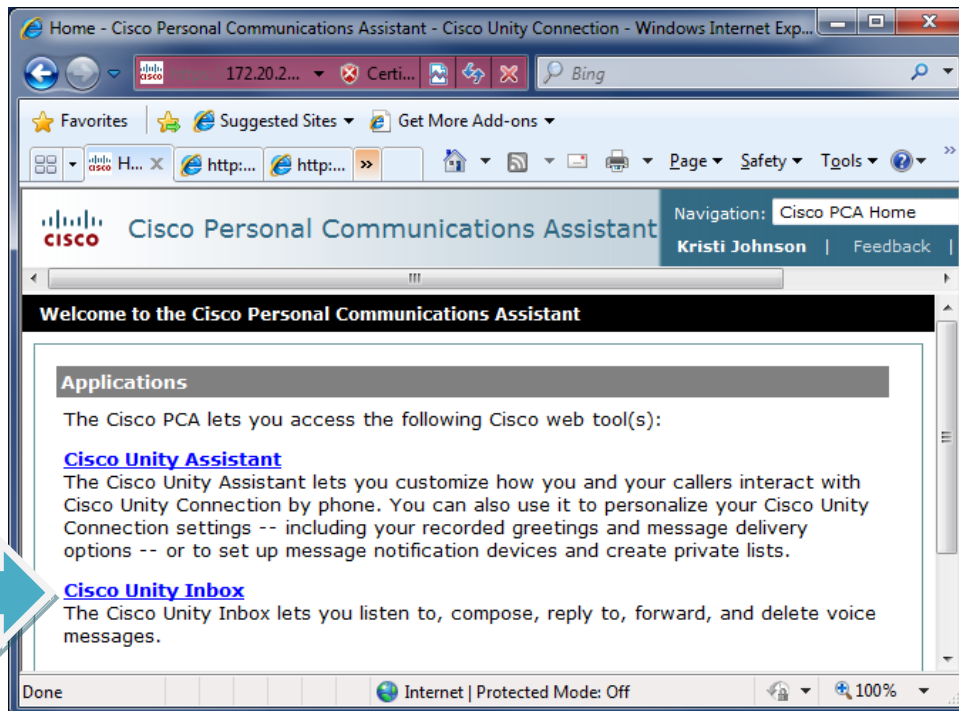 Home - Cisco Personal Communications Assistant - Cisco Unity Connection - Windows Internet Exp...
172.20.2... Certi... Bing
Favorites Suggested Sites Get More Add-ons
H... http:... http:... » Page Safety Tools »
cisco Cisco Personal Communications Assistant Navigation: Cisco PCA Home
Kristi Johnson | Feedback |
Welcome to the Cisco Personal Communications Assistant
Applications
The Cisco PCA lets you access the following Cisco web tool(s):
Cisco Unity Assistant
The Cisco Unity Assistant lets you customize how you and your callers interact with
Cisco Unity Connection by phone. You can also use it to personalize your Cisco Unity
Connection settings -- including your recorded greetings and message delivery
options -- or to set up message notification devices and create private lists.
Cisco Unity Inbox
The Cisco Unity Inbox lets you listen to, compose, reply to, forward, and delete voice
messages.
Done Internet | Protected Mode: Off 100%